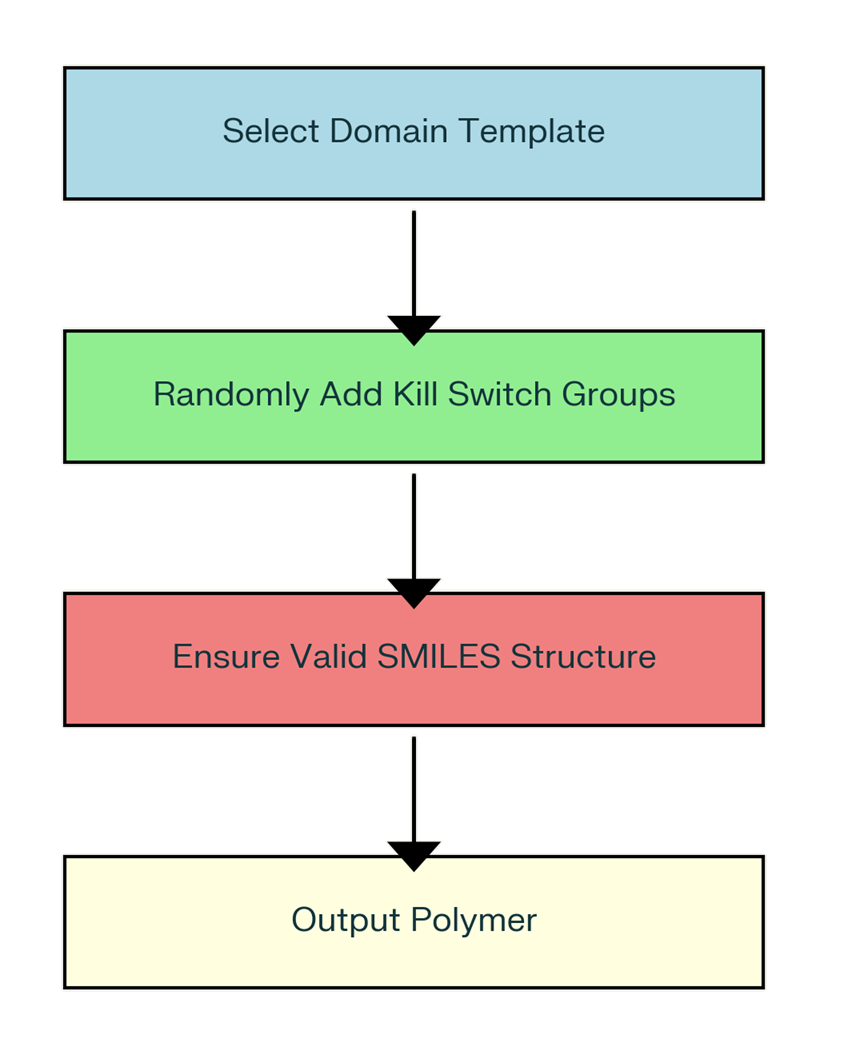 Select Domain Template
Randomly Add Kill Switch Groups
Ensure Valid SMILES Structure
Output Polymer